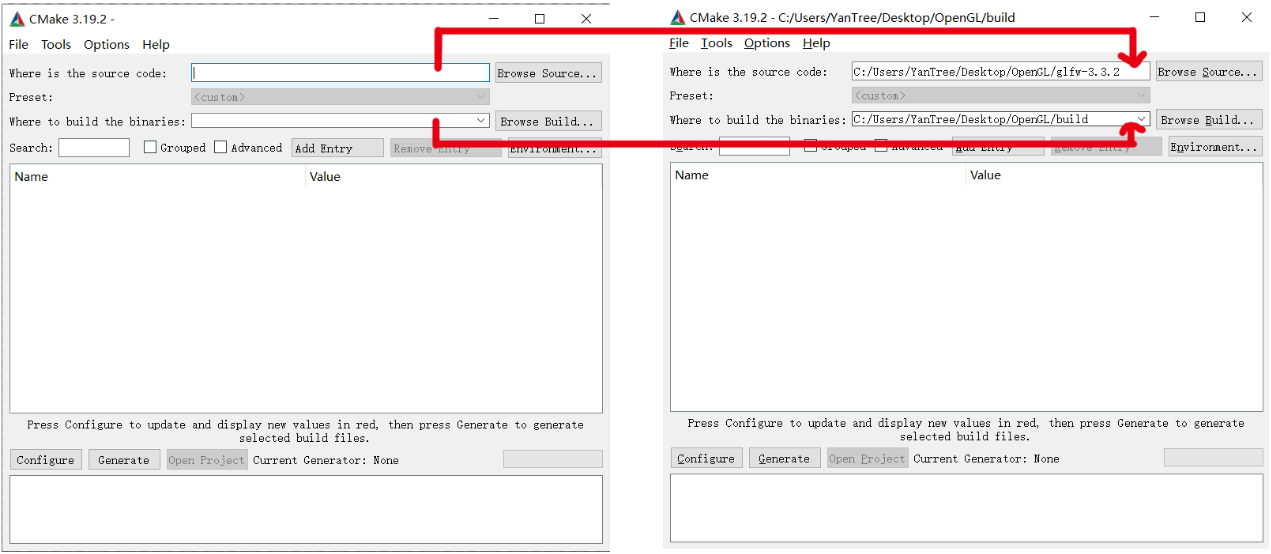 CMake 3.19.2 -
File Tools Options Help
Where is the source code: Browse Source...
Preset: <custom>
Where to build the binaries: Browse Build...
Search: Grouped Advanced Add Entry Remove Entry Environment...
Name Value
Press Configure to update and display new values in red, then press Generate to generate
selected build files.
Configure Generate Open Project Current Generator: None
CMake 3.19.2 - C:/Users/YanTree/Desktop/OpenGL/build
File Tools Options Help
Where is the source code: C:/Users/YanTree/Desktop/OpenGL/glfw-3.3.2 Browse Source...
Preset: <custom>
Where to build the binaries: C:/Users/YanTree/Desktop/OpenGL/build Browse Build...
Search: Grouped Advanced Add Entry Remove Entry Environment...
Name Value
Press Configure to update and display new values in red, then press Generate to generate
selected build files.
Configure Generate Open Project Current Generator: None